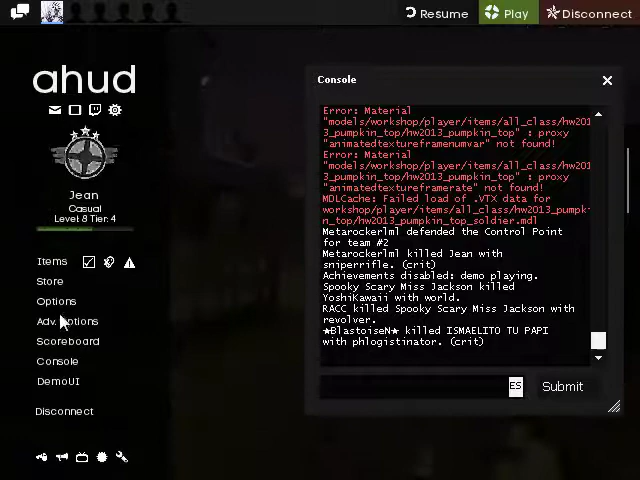 Resume
Play
Disconnect
ahud
Jean
Casual
Level: 8 Tier: 4
Items
Store
Options
Adv. Options
Scoreboard
Console
DemoUI
Disconnect
Console
Error: Material
"models/workshop/player/items/all_class/hw201
3_pumpkin_top/hw2013_pumpkin_top" : proxy
"animatedtextureframenumvar" not found!
Error: Material
"models/workshop/player/items/all_class/hw201
3_pumpkin_top/hw2013_pumpkin_top" : proxy
"animatedtextureframerate" not found!
MDLCache: Failed load of .VTX data for
workshop/player/items/all_class/hw2013_pumpki
n_top/hw2013_pumpkin_top_soldier.mdl
Metarockerlml defended the Control Point
for team #2
Metarockerlml killed Jean with
sniperrifle. (crit)
Achievements disabled: demo playing.
Spooky Scary Miss Jackson killed
YoshiKawaii with world.
RACC killed Spooky Scary Miss Jackson with
revolver.
★BlastoiseN★ killed ISMAELITO TU PAPI
with phlogistinator. (crit)
ES
Submit